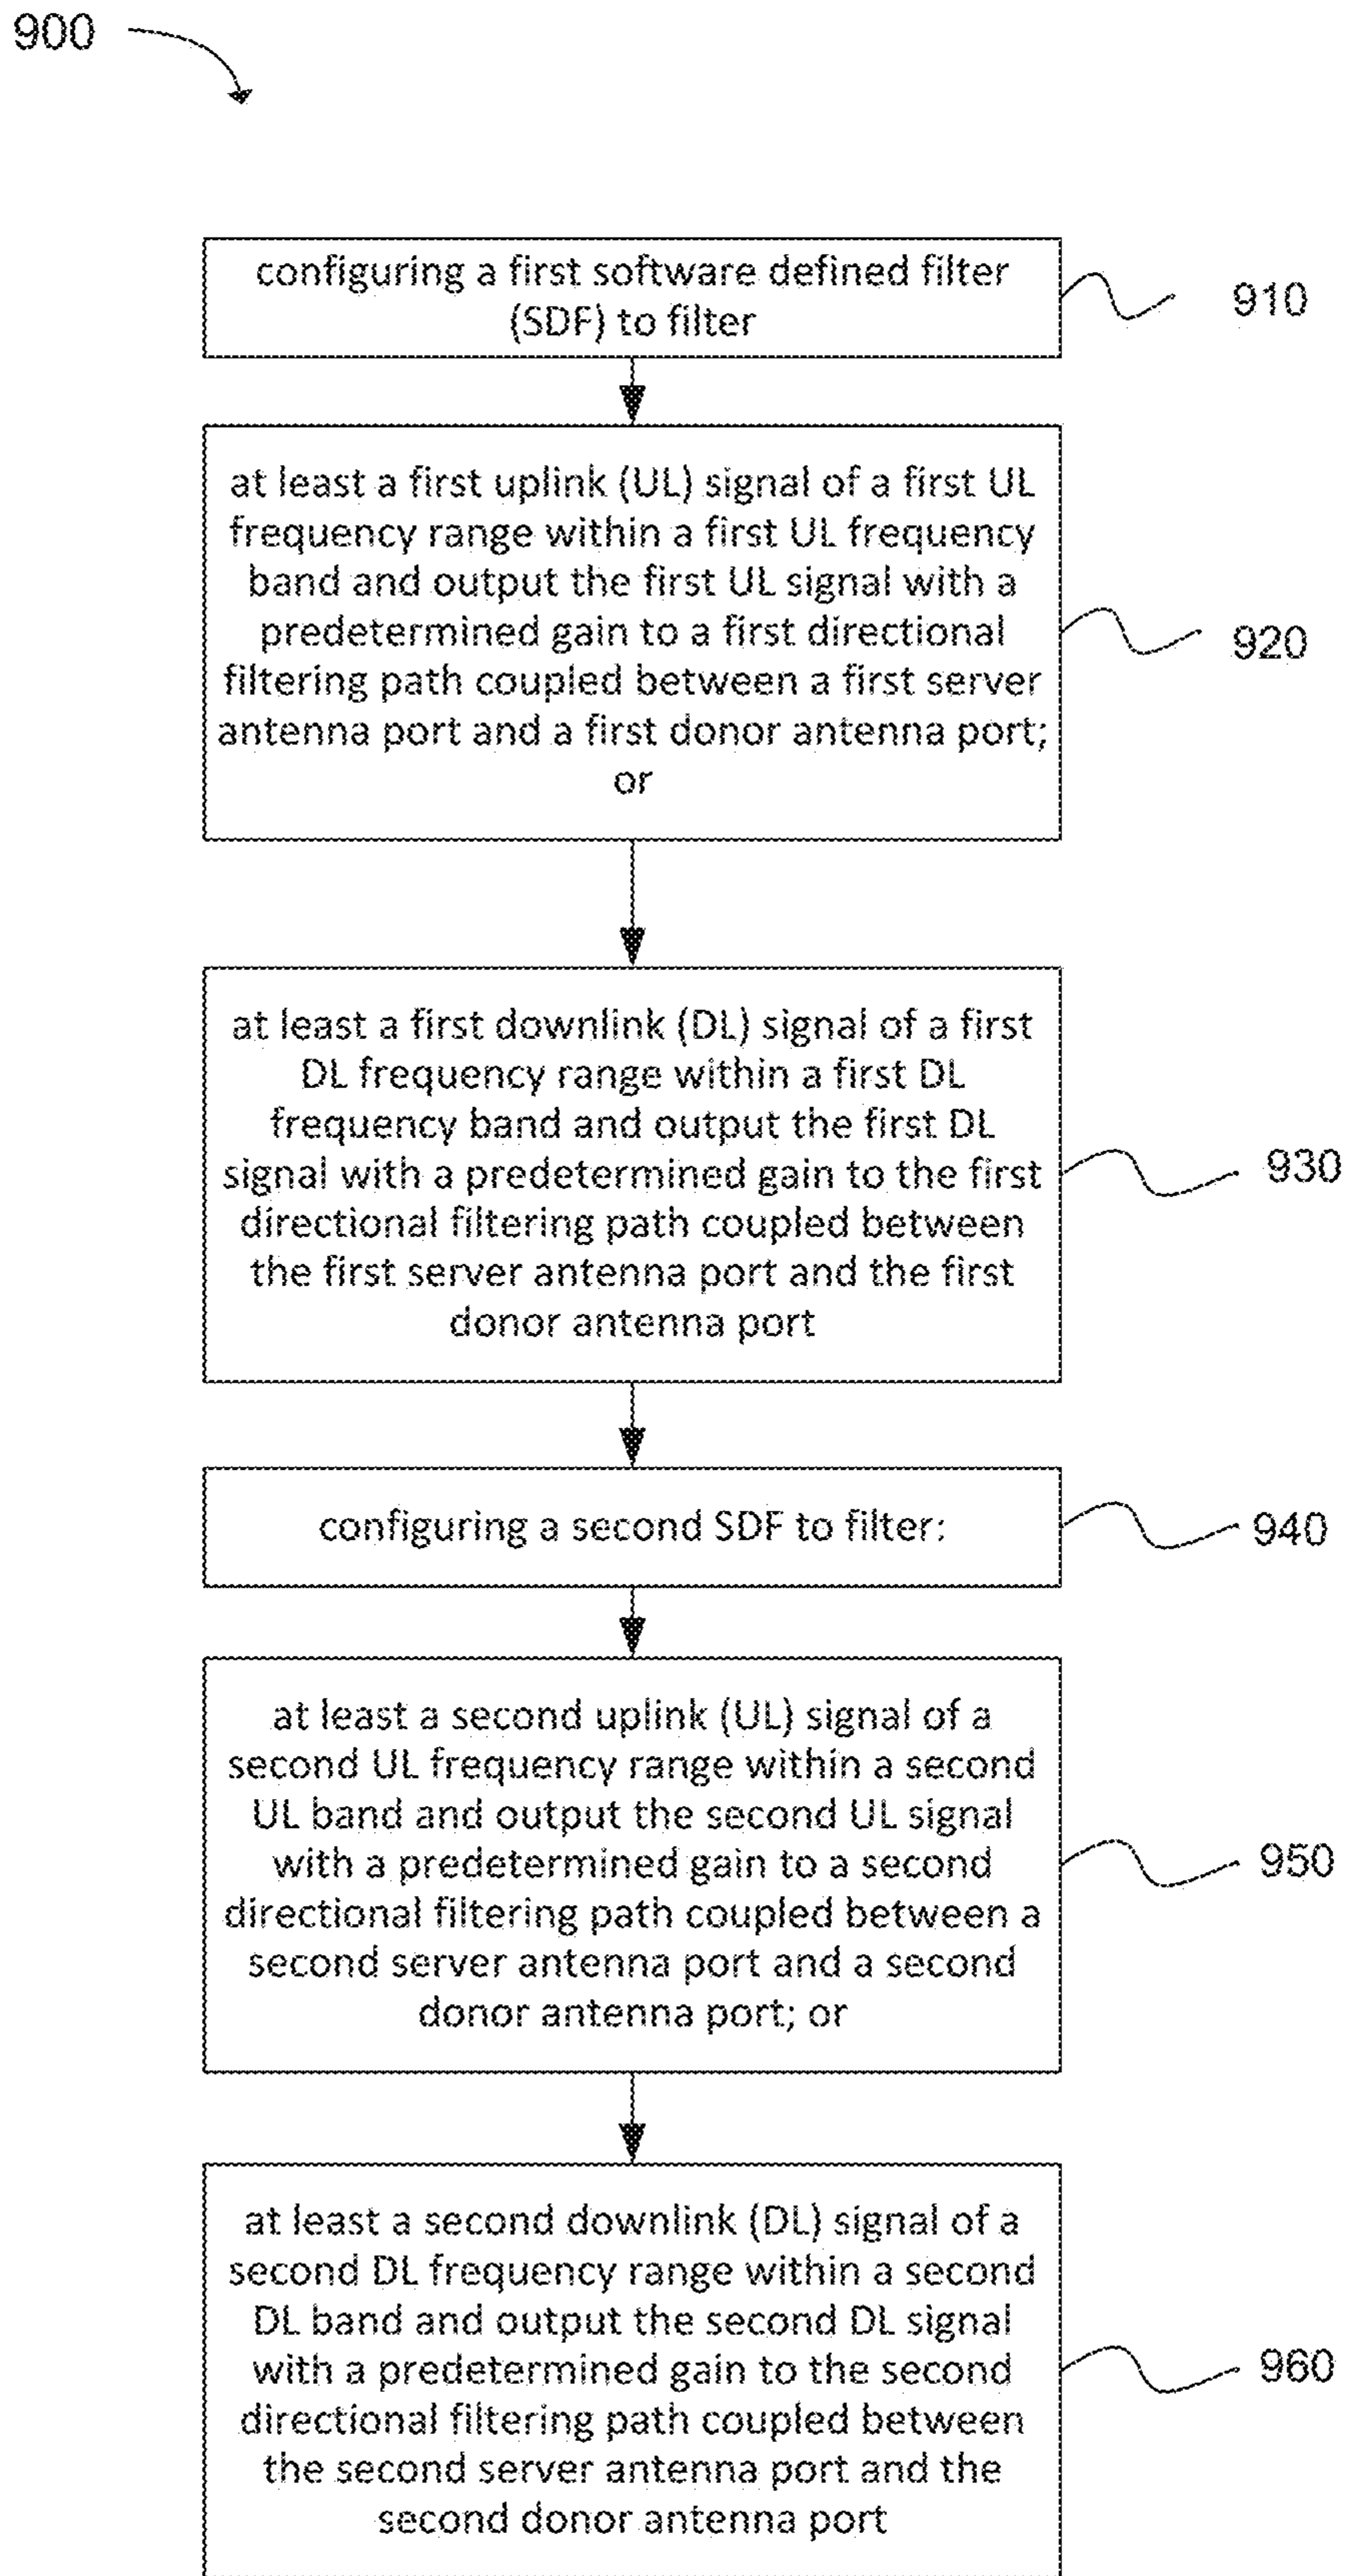 900
configuring a first software defined filter
(SDF) to filter
910
at least a first uplink (UL) signal of a first UL
frequency range within a first UL frequency
band and output the first UL signal with a
predetermined gain to a first directional
filtering path coupled between a first server
antenna port and a first donor antenna port;
or
920
at least a first downlink (DL) signal of a first
DL frequency range within a first DL
frequency band and output the first DL
signal with a predetermined gain to the first
directional filtering path coupled between
the first server antenna port and the first
donor antenna port
930
configuring a second SDF to filter:
940
at least a second uplink (UL) signal of a
second UL frequency range within a second
UL band and output the second UL signal
with a predetermined gain to a second
directional filtering path coupled between a
second server antenna port and a second
donor antenna port; or
950
at least a second downlink (DL) signal of a
second DL frequency range within a second
DL band and output the second DL signal
with a predetermined gain to the second
directional filtering path coupled between
the second server antenna port and the
second donor antenna port
960